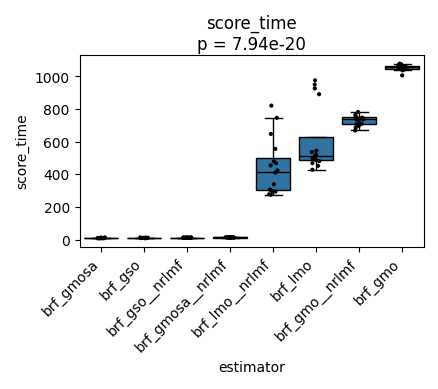 score_time
p = 7.94e-20
score_time
1000
800
600
400
200
0
brf_gmosa
brf_gso
brf_gso__nrlmf
brf_gmosa__nrlmf
brf_lmo__nrlmf
brf_lmo
brf_gmo__nrlmf
brf_gmo
estimator